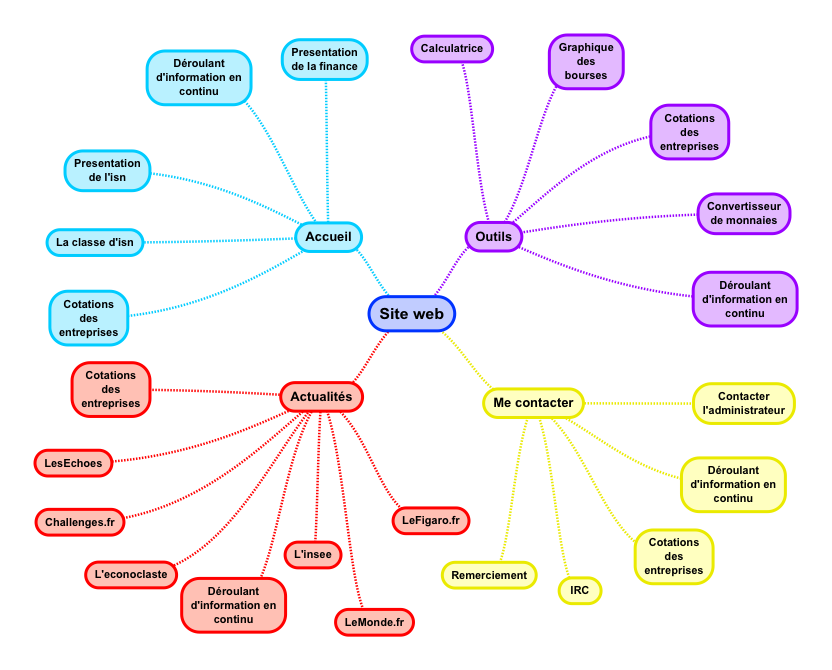 Site web
Accueil
Presentation
de la finance
Déroulant
d'information en
continu
Presentation
de l'isn
La classe d'isn
Cotations
des
entreprises
Outils
Calculatrice
Graphique
des
bourses
Cotations
des
entreprises
Convertisseur
de monnaies
Déroulant
d'information en
continu
Actualités
Cotations
des
entreprises
LesEchoes
Challenges.fr
L'econoclaste
Déroulant
d'information en
continu
L'insee
LeMonde.fr
LeFigaro.fr
Me contacter
Contacter
l'administrateur
Déroulant
d'information en
continu
Cotations
des
entreprises
IRC
Remerciement